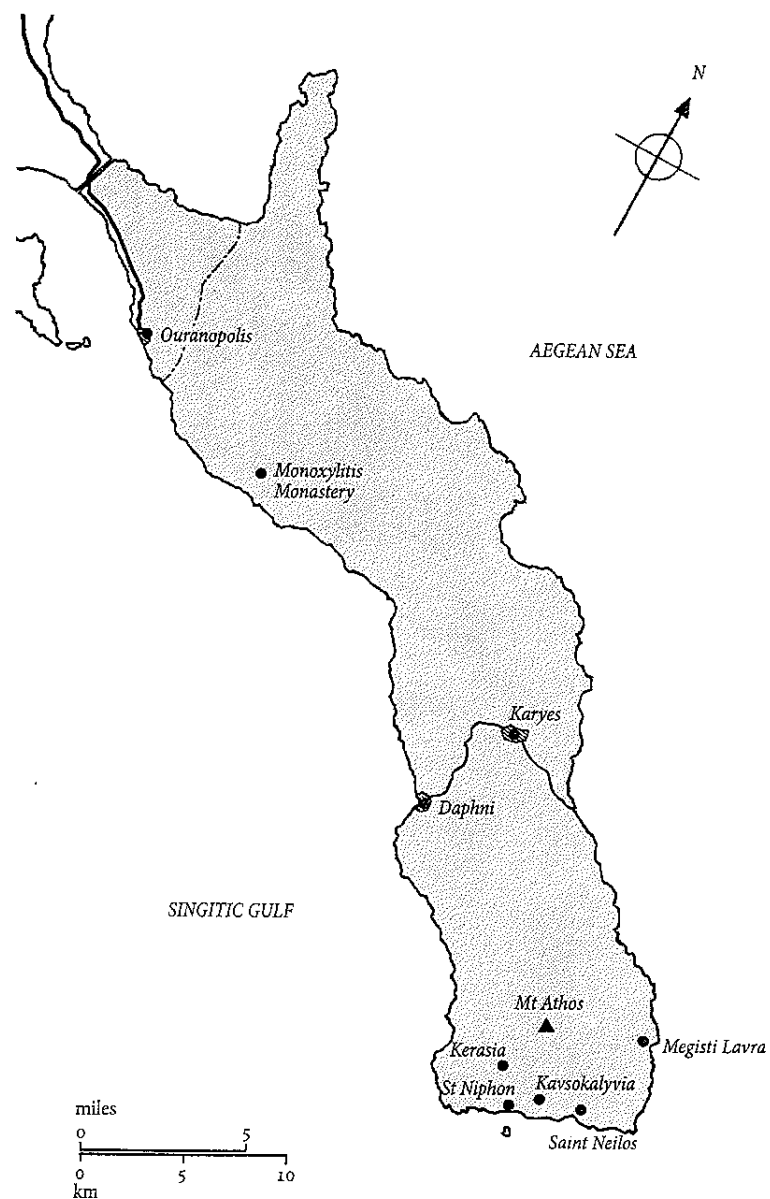 N
AEGEAN SEA
Ouranopolis
Monoxylitis
Monastery
Karyes
Daphni
SINGITIC GULF
Mt Athos
Megisti Lavra
Kerasia
St Niphon
Kavsokalyvia
Saint Neilos
miles
0 5
0 5 10
km